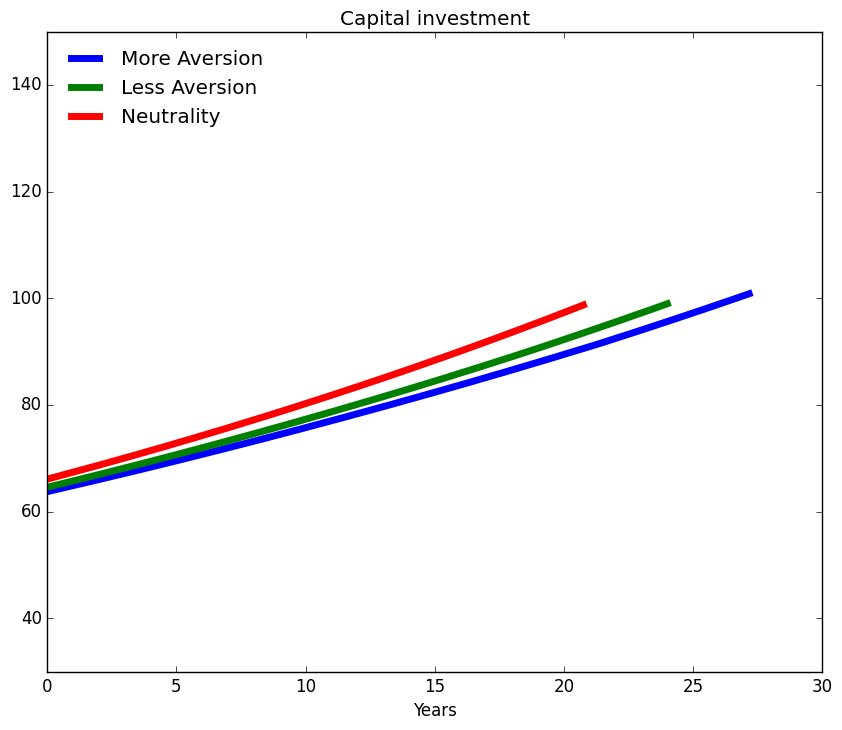 Capital investment
More Aversion
Less Aversion
Neutrality
140
120
100
80
60
40
0 5 10 15 20 25 30
Years